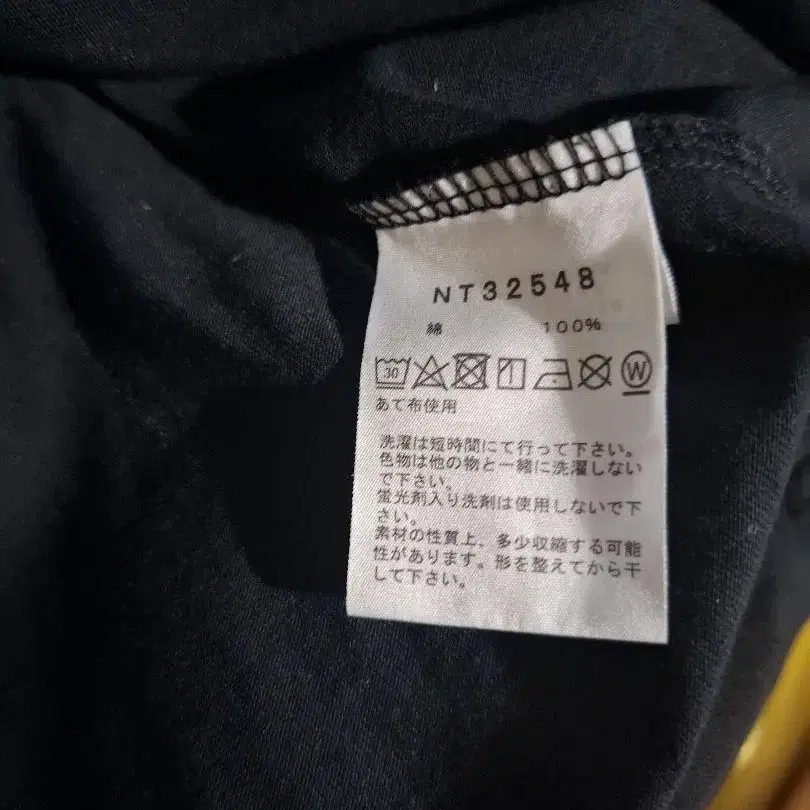 NT32548
綿 100%
30 W
あて布使用
洗濯は短時間にて行って下さい。
色物は他の物と一緒に洗濯しない
で下さい。
蛍光剤入り洗剤は使用しないで下
さい。
素材の性質上、多少収縮する可能
性があります。形を整えてから干
して下さい。